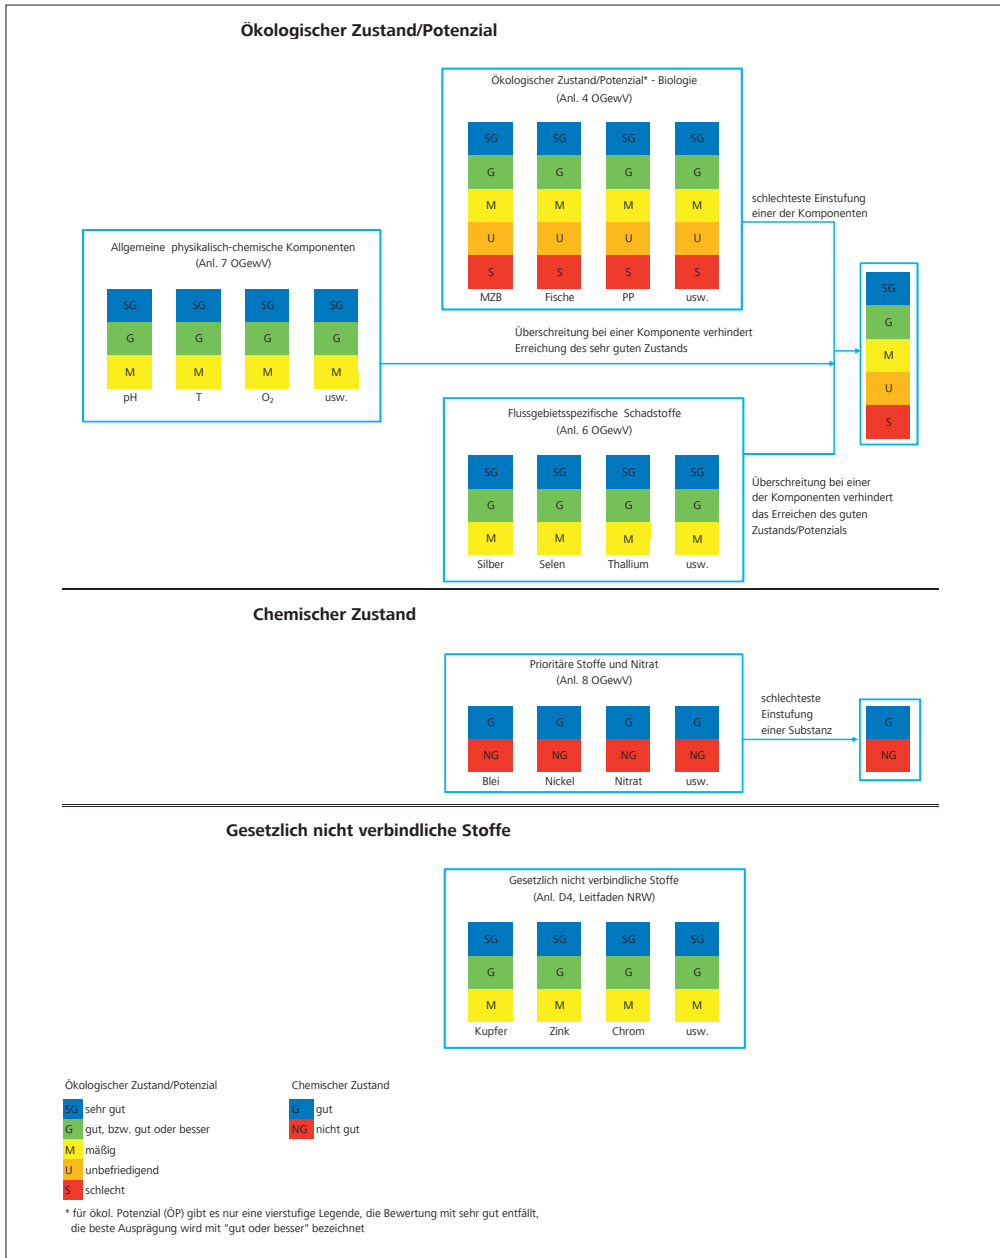 Ökologischer Zustand/Potenzial
Ökologischer Zustand/Potenzial* - Biologie
(Anl. 4 OGewV)
SG SG SG SG
G G G G
M M M M
U U U U
S S S S
MZB Fische PP usw.
schlechteste Einstufung
einer der Komponenten
Allgemeine physikalisch-chemische Komponenten
(Anl. 7 OGewV)
SG SG SG SG
G G G G
M M M M
pH T O₂ usw.
Überschreitung bei einer Komponente verhindert
Erreichung des sehr guten Zustands
SG
G
M
U
S
Flussgebietsspezifische Schadstoffe
(Anl. 6 OGewV)
SG SG SG SG
G G G G
M M M M
Silber Selen Thallium usw.
Überschreitung bei einer
der Komponenten verhindert
das Erreichen des guten
Zustands/Potenzials
Chemischer Zustand
Prioritäre Stoffe und Nitrat
(Anl. 8 OGewV)
G G G G
NG NG NG NG
Blei Nickel Nitrat usw.
schlechteste
Einstufung
einer Substanz
G
NG
Gesetzlich nicht verbindliche Stoffe
Gesetzlich nicht verbindliche Stoffe
(Anl. D4, Leitfaden NRW)
SG SG SG SG
G G G G
M M M M
Kupfer Zink Chrom usw.
Ökologischer Zustand/Potenzial
SG sehr gut
G gut, bzw. gut oder besser
M mäßig
U unbefriedigend
S schlecht
Chemischer Zustand
G gut
NG nicht gut
* für ökol. Potenzial (ÖP) gibt es nur eine vierstufige Legende, die Bewertung mit sehr gut entfällt,
die beste Ausprägung wird mit "gut oder besser" bezeichnet